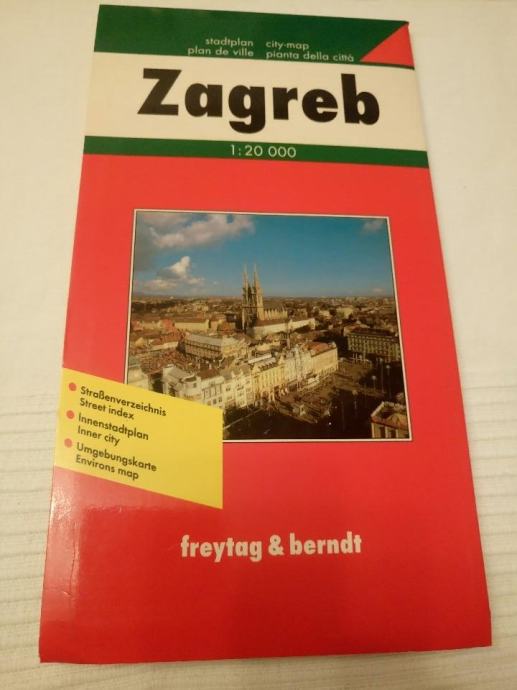 stadtplan city-map
plan de ville pianta della città
Zagreb
1:20 000
Straßenverzeichnis
Street index
Innenstadtplan
Inner city
Umgebungskarte
Environs map
freytag & berndt